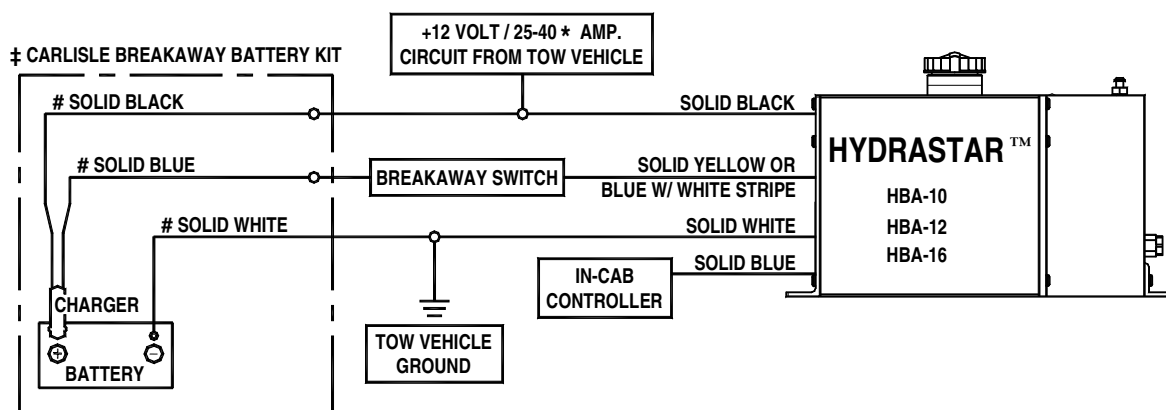 +12 VOLT / 25-40 * AMP.
CIRCUIT FROM TOW VEHICLE
‡ CARLISLE BREAKAWAY BATTERY KIT
# SOLID BLACK
SOLID BLACK
# SOLID BLUE
BREAKAWAY SWITCH
SOLID YELLOW OR
BLUE W/ WHITE STRIPE
# SOLID WHITE
SOLID WHITE
SOLID BLUE
IN-CAB
CONTROLLER
TOW VEHICLE
GROUND
CHARGER
+
−
BATTERY
HYDRASTAR ™
HBA-10
HBA-12
HBA-16